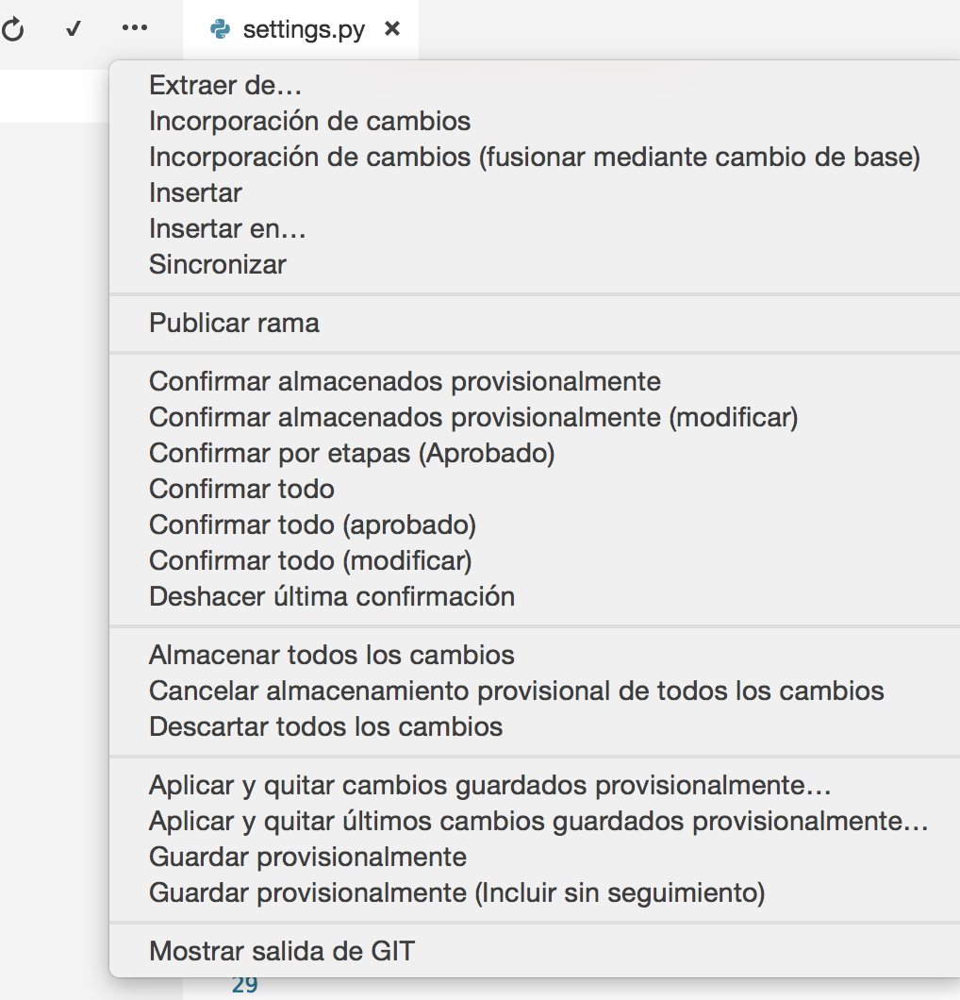 settings.py
Extraer de...
Incorporación de cambios
Incorporación de cambios (fusionar mediante cambio de base)
Insertar
Insertar en...
Sincronizar
Publicar rama
Confirmar almacenados provisionalmente
Confirmar almacenados provisionalmente (modificar)
Confirmar por etapas (Aprobado)
Confirmar todo
Confirmar todo (aprobado)
Confirmar todo (modificar)
Deshacer última confirmación
Almacenar todos los cambios
Cancelar almacenamiento provisional de todos los cambios
Descartar todos los cambios
Aplicar y quitar cambios guardados provisionalmente...
Aplicar y quitar últimos cambios guardados provisionalmente...
Guardar provisionalmente
Guardar provisionalmente (Incluir sin seguimiento)
Mostrar salida de GIT
29